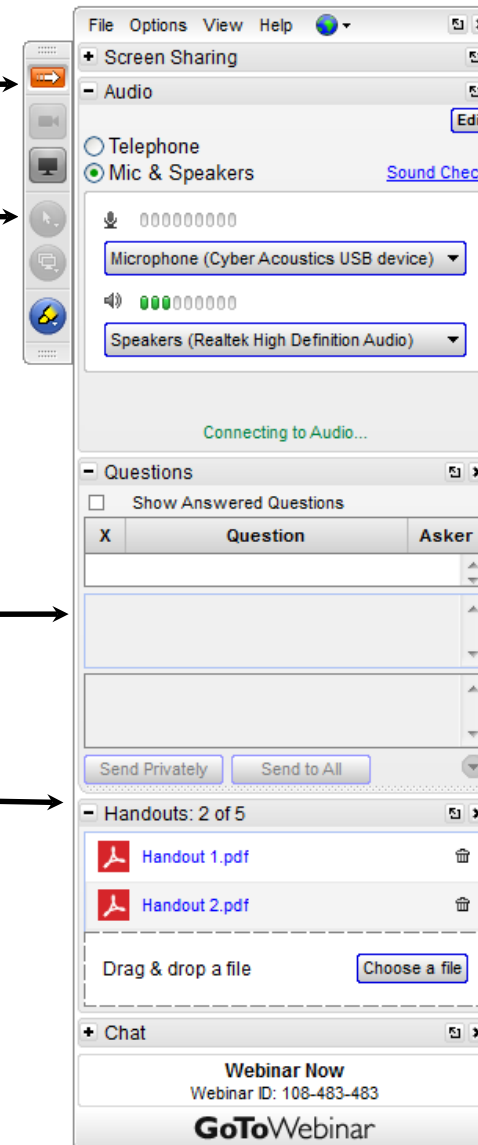 File Options View Help
Screen Sharing
Audio
Edi
Telephone
Mic & Speakers Sound Chec
000000000
Microphone (Cyber Acoustics USB device)
000000000
Speakers (Realtek High Definition Audio)
Connecting to Audio...
Questions
Show Answered Questions
X Question Asker
Send Privately Send to All
Handouts: 2 of 5
Handout 1.pdf
Handout 2.pdf
Drag & drop a file Choose a file
Chat
Webinar Now
Webinar ID: 108-483-483
GoToWebinar